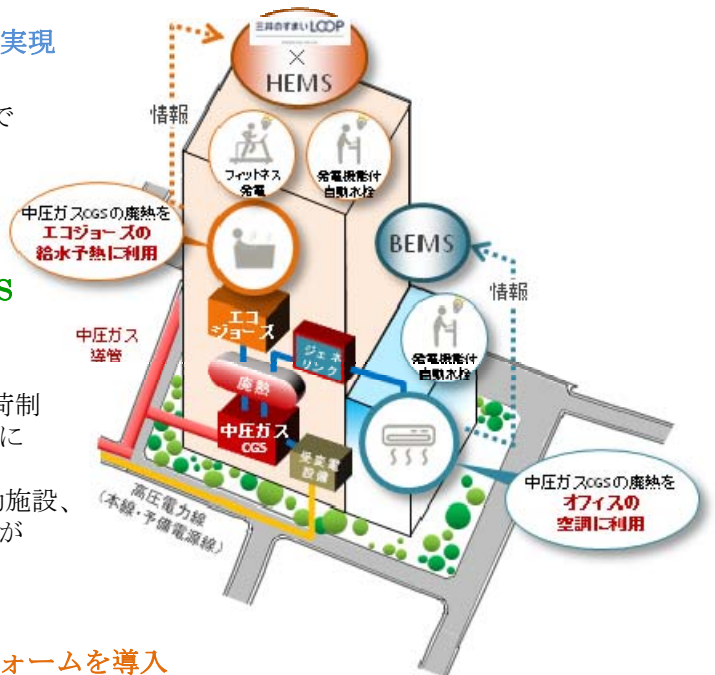 実現
で
S
荷制
に
施設、
が
ォームを導入
三井のすまいLOOP
×
HEMS
情報
フィットネス
発電
発電機能付
自動水栓
中圧ガスCGSの廃熱を
エコジョーズの
給水予熱に利用
BEMS
情報
発電機能付
自動水栓
エコ
ジョーズ
ジェネ
リンク
中圧ガス
導管
廃熱
中圧ガス
CGS
受変電
設備
高圧電力線
(本線・予備電源線)
中圧ガスCGSの廃熱を
オフィスの
空調に利用